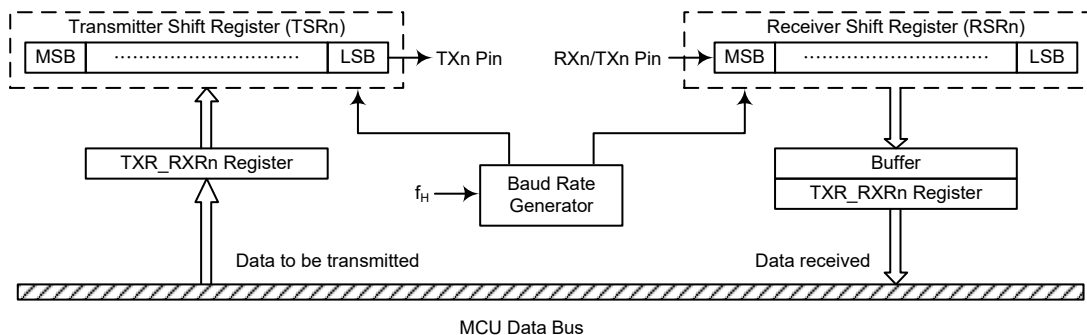 Transmitter Shift Register (TSRn)
MSB ································ LSB
TXn Pin
RXn/TXn Pin
Receiver Shift Register (RSRn)
MSB ································ LSB
TXR_RXRn Register
fH
Baud Rate
Generator
Buffer
TXR_RXRn Register
Data to be transmitted
Data received
MCU Data Bus